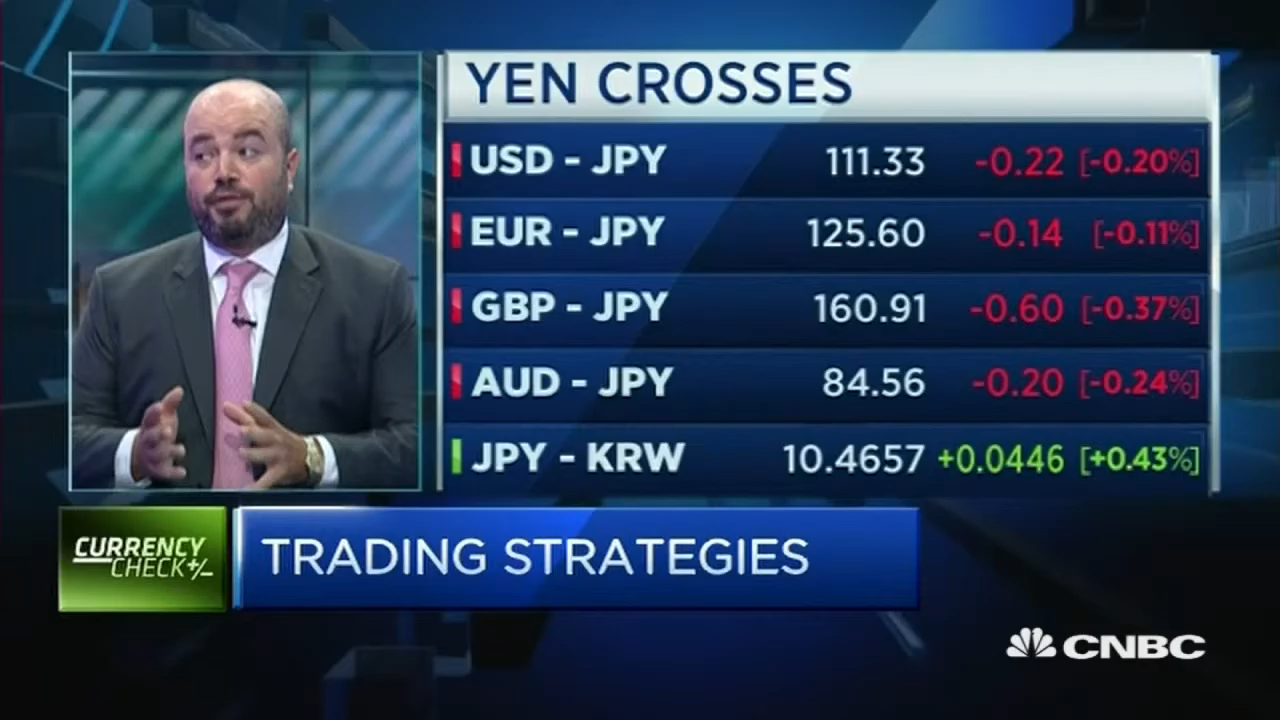 YEN CROSSES
USD - JPY 111.33 -0.22 [-0.20%]
EUR - JPY 125.60 -0.14 [-0.11%]
GBP - JPY 160.91 -0.60 [-0.37%]
AUD - JPY 84.56 -0.20 [-0.24%]
JPY - KRW 10.4657 +0.0446 [+0.43%]
CURRENCY
CHECK+/-
TRADING STRATEGIES
CNBC